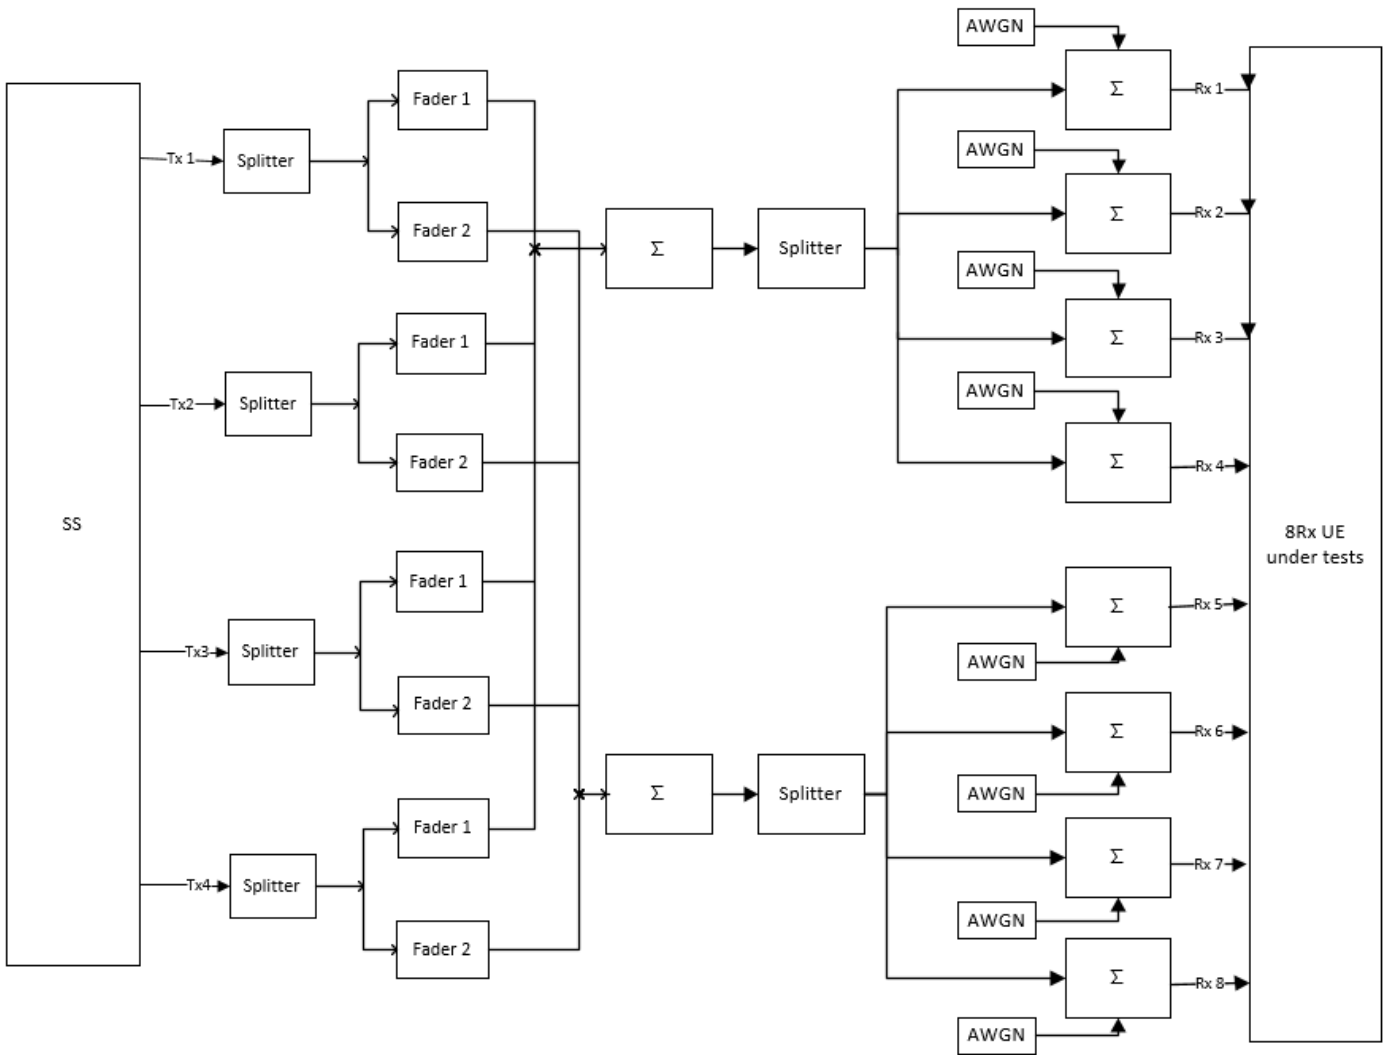 SS
Tx 1
Splitter
Fader 1
Fader 2
Tx2
Splitter
Fader 1
Fader 2
Tx3
Splitter
Fader 1
Fader 2
Tx4
Splitter
Fader 1
Fader 2
Σ
Splitter
Σ
Splitter
AWGN
Σ
Rx 1
AWGN
Σ
Rx 2
AWGN
Σ
Rx 3
AWGN
Σ
Rx 4
Σ
Rx 5
AWGN
Σ
Rx 6
AWGN
Σ
Rx 7
AWGN
Σ
Rx 8
AWGN
8Rx UE
under tests